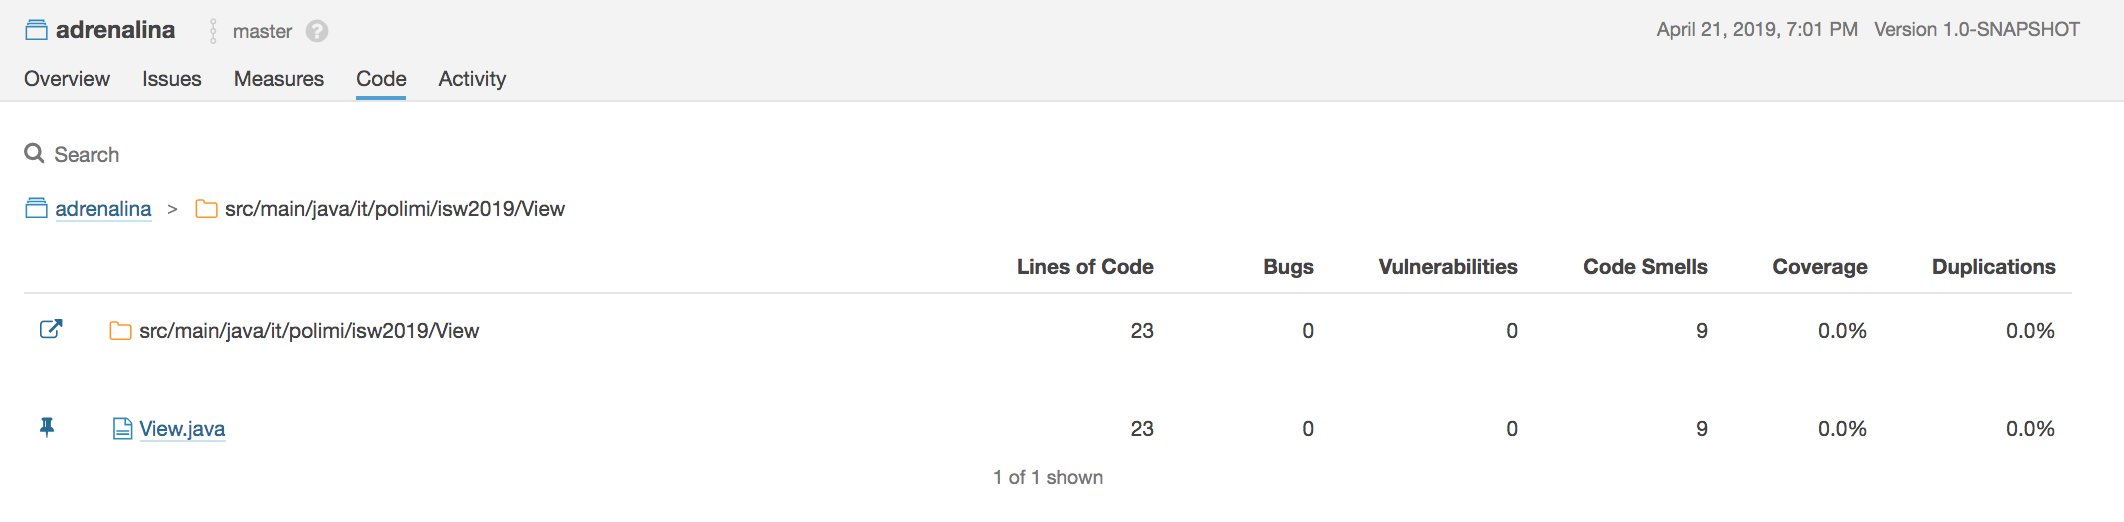 adrenalina master ? April 21, 2019, 7:01 PM Version 1.0-SNAPSHOT
Overview Issues Measures Code Activity
Search
adrenalina > src/main/java/it/polimi/isw2019/View
Lines of Code Bugs Vulnerabilities Code Smells Coverage Duplications
src/main/java/it/polimi/isw2019/View 23 0 0 9 0.0% 0.0%
View.java 23 0 0 9 0.0% 0.0%
1 of 1 shown